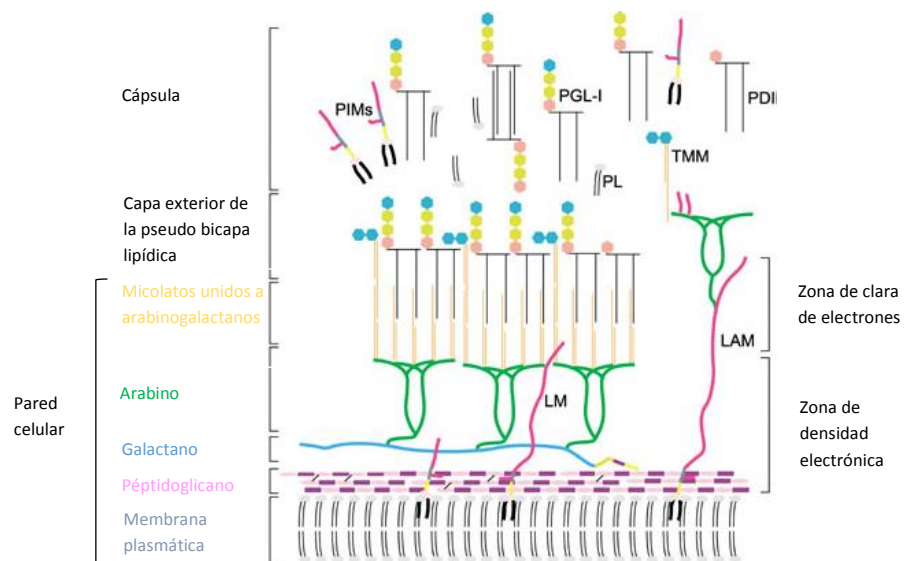 Cápsula
PIMs
PGL-I
PDI
TMM
PL
Capa exterior de
la pseudo bicapa
lipídica
Micolatos unidos a
arabinogalactanos
Zona de clara
de electrones
LAM
Arabino
LM
Pared
celular
Zona de
densidad
electrónica
Galactano
Péptidoglicano
Membrana
plasmática